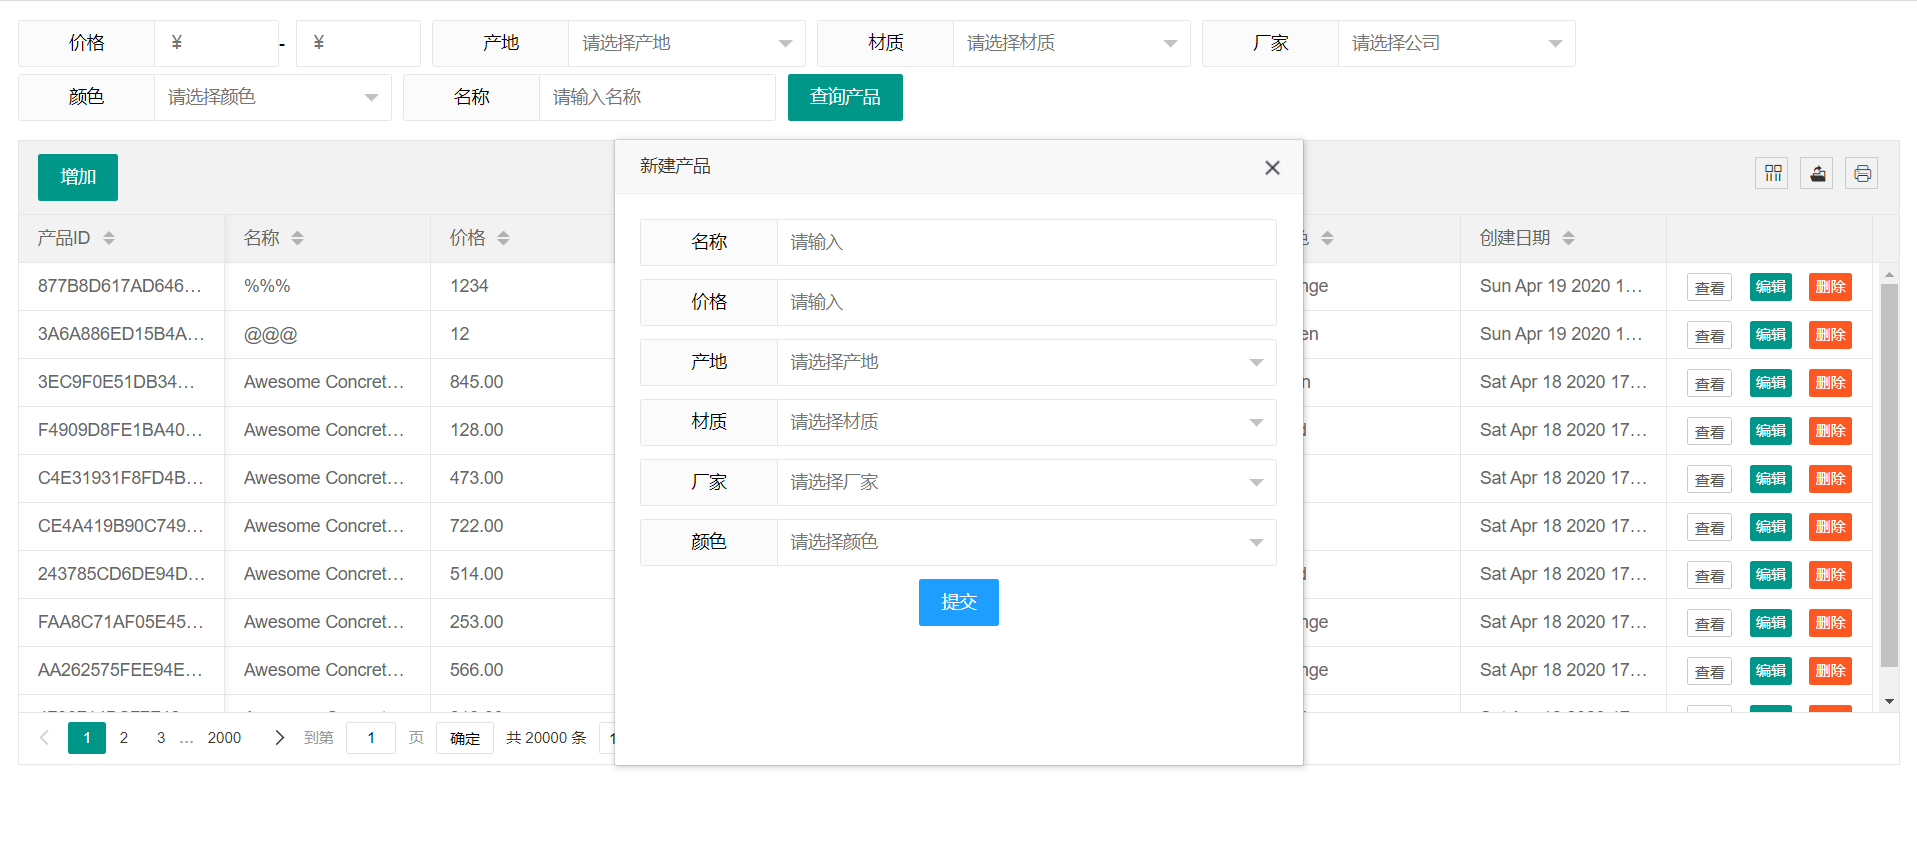 价格 ¥ - ¥ 产地 请选择产地 材质 请选择材质 厂家 请选择公司
颜色 请选择颜色 名称 请输入名称 查询产品
增加
产品ID 名称 价格 创建日期
877B8D617AD646... %%% 1234 nge Sun Apr 19 2020 1... 查看 编辑 删除
3A6A886ED15B4A... @@@ 12 en Sun Apr 19 2020 1... 查看 编辑 删除
3EC9F0E51DB34... Awesome Concret... 845.00 n Sat Apr 18 2020 17... 查看 编辑 删除
F4909D8FE1BA40... Awesome Concret... 128.00 d Sat Apr 18 2020 17... 查看 编辑 删除
C4E31931F8FD4B... Awesome Concret... 473.00 Sat Apr 18 2020 17... 查看 编辑 删除
CE4A419B90C749... Awesome Concret... 722.00 Sat Apr 18 2020 17... 查看 编辑 删除
243785CD6DE94D... Awesome Concret... 514.00 d Sat Apr 18 2020 17... 查看 编辑 删除
FAA8C71AF05E45... Awesome Concret... 253.00 nge Sat Apr 18 2020 17... 查看 编辑 删除
AA262575FEE94E... Awesome Concret... 566.00 nge Sat Apr 18 2020 17... 查看 编辑 删除
1 2 3 ... 2000 到第 1 页 确定 共 20000 条 1
新建产品
名称 请输入
价格 请输入
产地 请选择产地
材质 请选择材质
厂家 请选择厂家
颜色 请选择颜色
提交